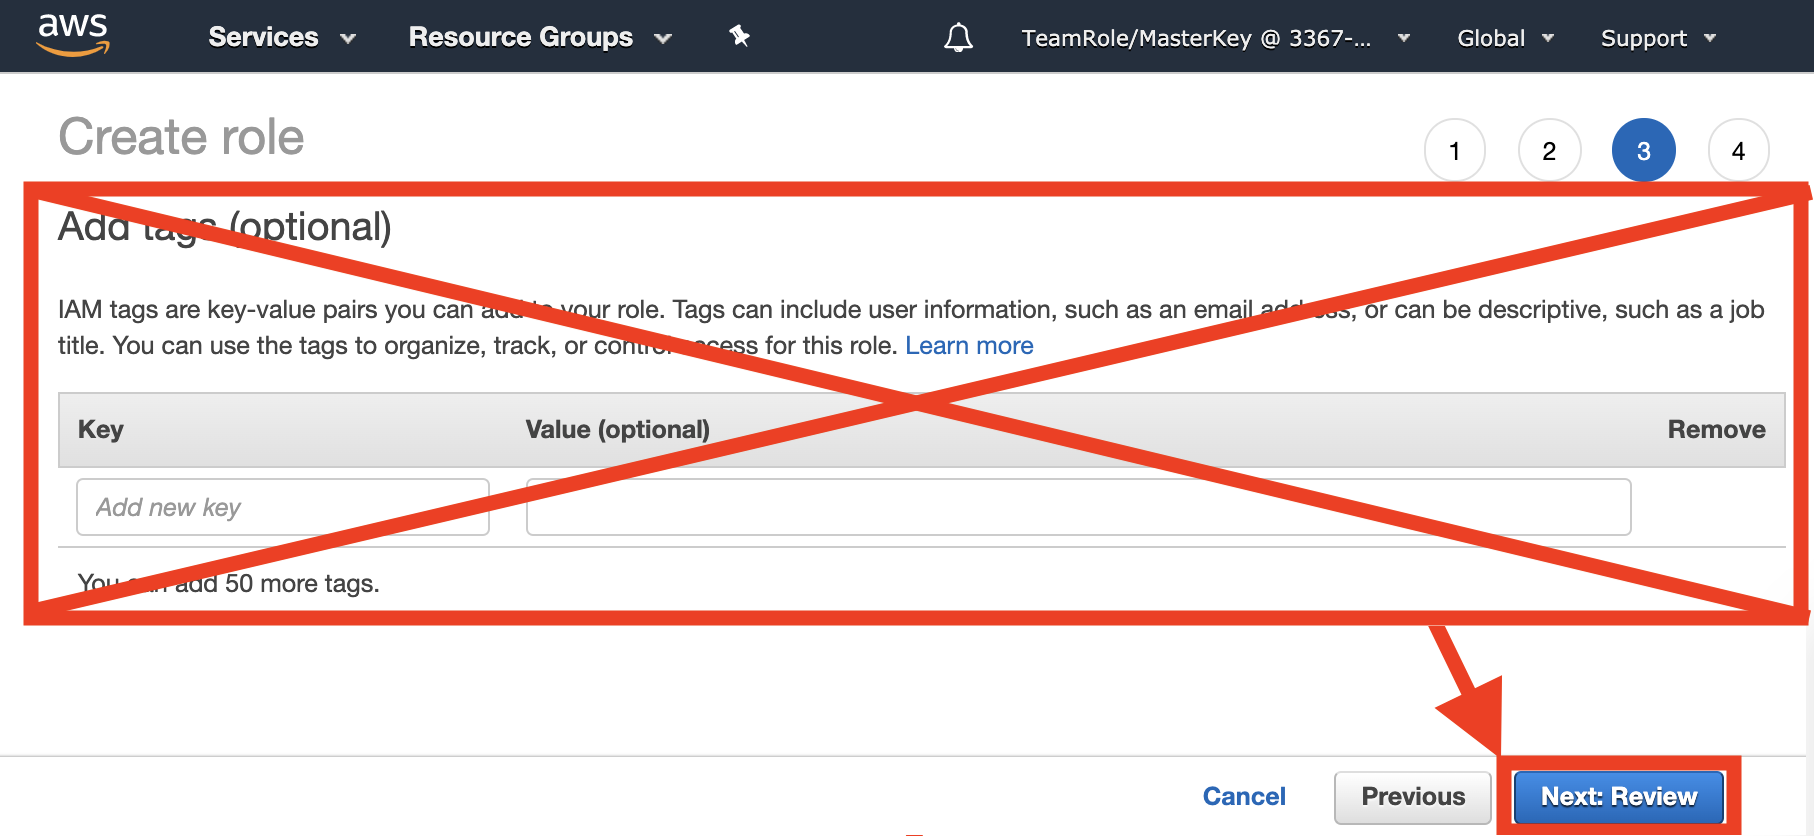 aws Services Resource Groups TeamRole/MasterKey @ 3367-... Global Support
Create role
1 2 3 4
Add tags (optional)
IAM tags are key-value pairs you can add to your role. Tags can include user information, such as an email address, or can be descriptive, such as a job
title. You can use the tags to organize, track, or control access for this role. Learn more
Key Value (optional) Remove
Add new key
You can add 50 more tags.
Cancel Previous Next: Review